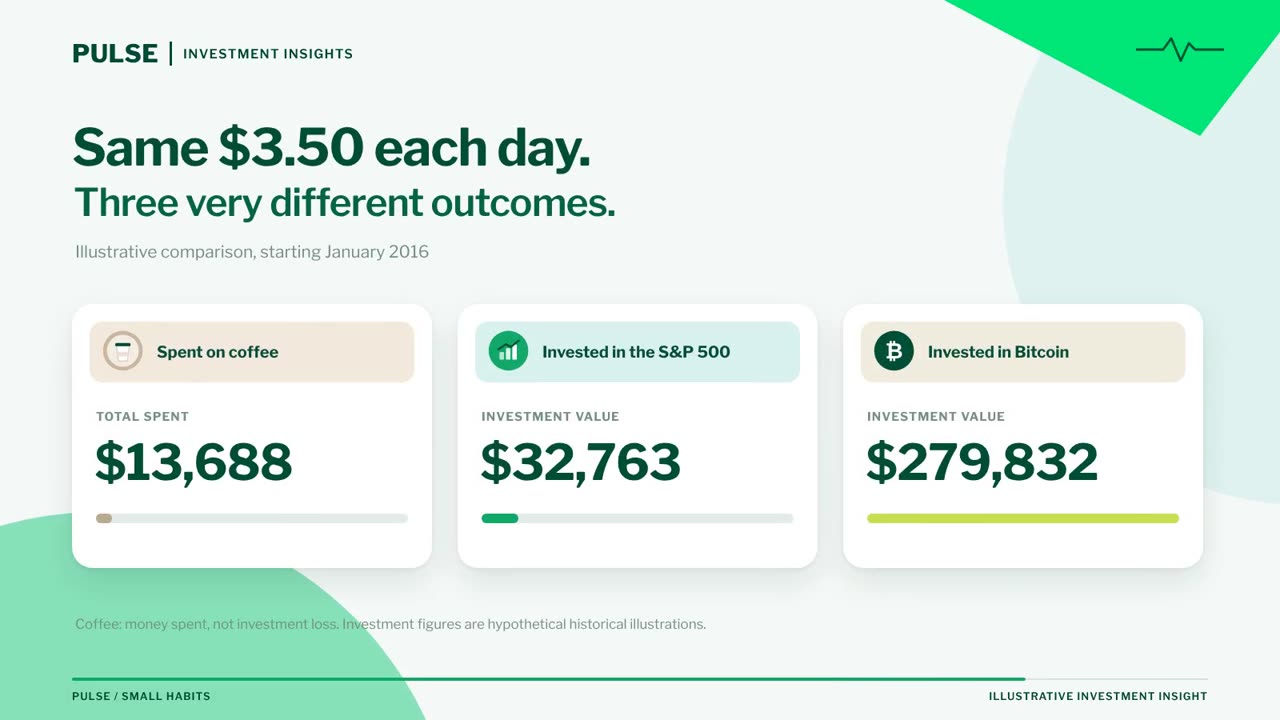 PULSE | INVESTMENT INSIGHTS
Same $3.50 each day.
Three very different outcomes.
Illustrative comparison, starting January 2016
Spent on coffee
TOTAL SPENT
$13,688
Invested in the S&P 500
INVESTMENT VALUE
$32,763
Invested in Bitcoin
INVESTMENT VALUE
$279,832
Coffee: money spent, not investment loss. Investment figures are hypothetical historical illustrations.
PULSE / SMALL HABITS
ILLUSTRATIVE INVESTMENT INSIGHT